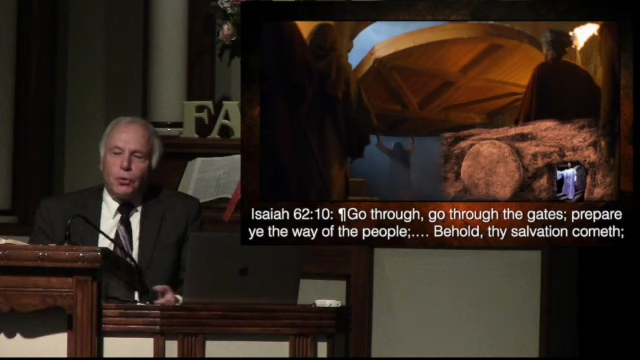 FA
Isaiah 62:10: ¶Go through, go through the gates; prepare
ye the way of the people;.... Behold, thy salvation cometh;